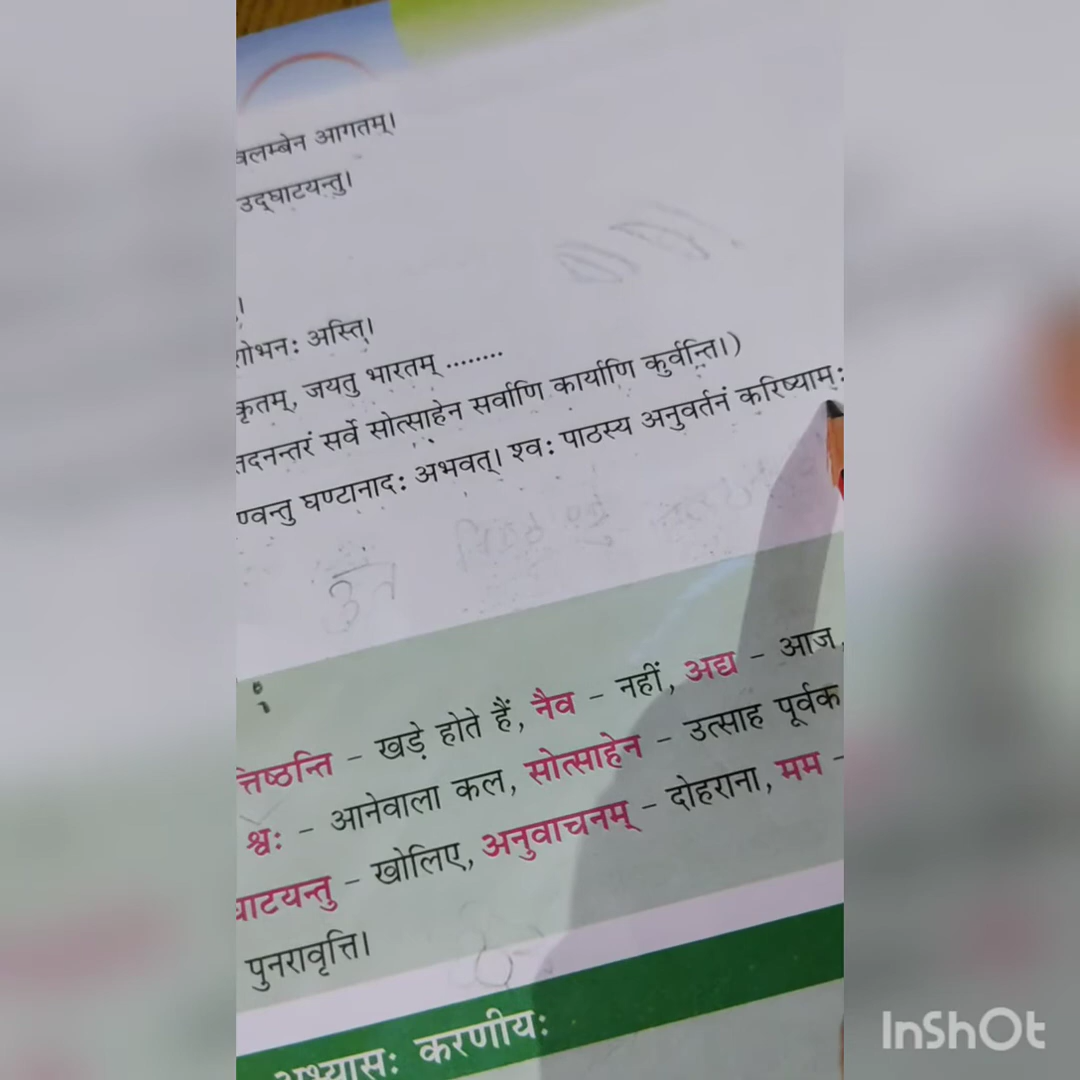 वलम्बेन आगतम्।
उद्घाटयन्तु।
शोभनः अस्ति।
कृतम्, जयतु भारतम् ........
तदनन्तरं सर्वे सोत्साहेन सर्वाणि कार्याणि कुर्वन्ति।)
ण्वन्तु घण्टानादः अभवत्। श्वः पाठस्य अनुवर्तनं करिष्यामः
त्तिष्ठन्ति – खड़े होते हैं, नैव – नहीं, अद्य – आज,
श्वः – आनेवाला कल, सोत्साहेन – उत्साह पूर्वक
घाटयन्तु – खोलिए, अनुवाचनम् – दोहराना, मम –
पुनरावृत्ति।
अभ्यासः करणीयः
InShOt